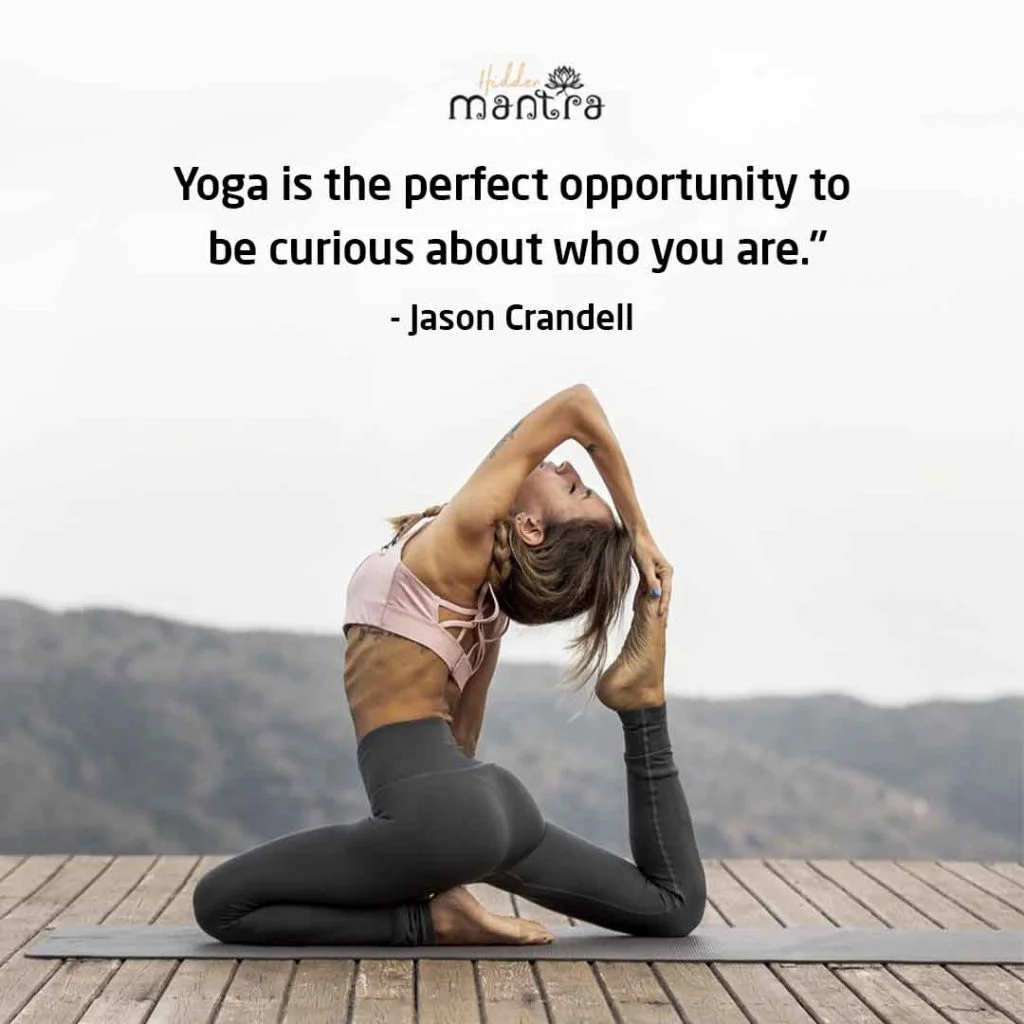 Hidden
mantra
Yoga is the perfect opportunity to
be curious about who you are.”
- Jason Crandell